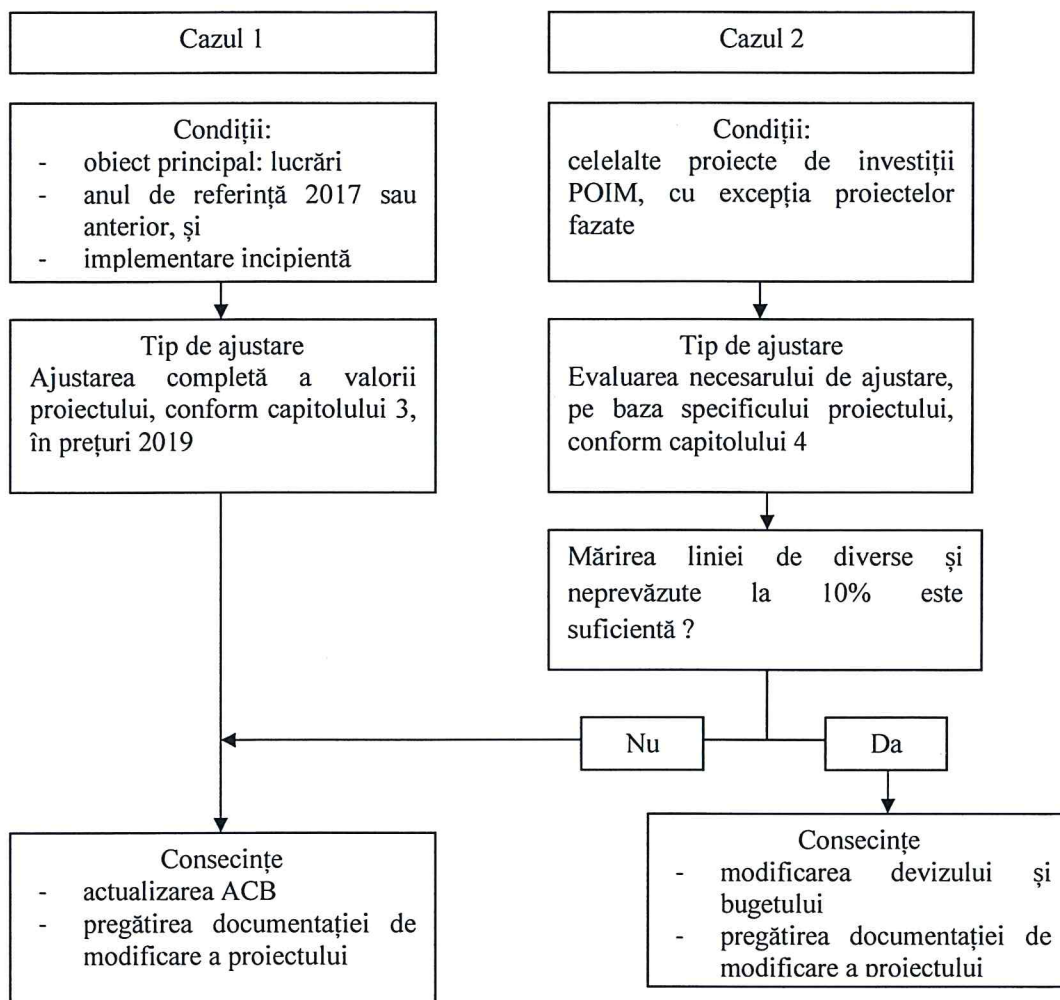 Cazul 1
Cazul 2
Condiții:
- obiect principal: lucrări
- anul de referință 2017 sau
anterior, și
- implementare incipientă
Condiții:
celelalte proiecte de investiții
POIM, cu excepția proiectelor
fazate
Tip de ajustare
Ajustarea completă a valorii
proiectului, conform capitolului 3,
în prețuri 2019
Tip de ajustare
Evaluarea necesarului de ajustare,
pe baza specificului proiectului,
conform capitolului 4
Mărirea liniei de diverse și
neprevăzute la 10% este
suficientă ?
Nu
Da
Consecințe
- actualizarea ACB
- pregătirea documentației de
modificare a proiectului
Consecințe
- modificarea devizului și
bugetului
- pregătirea documentației de
modificare a proiectului